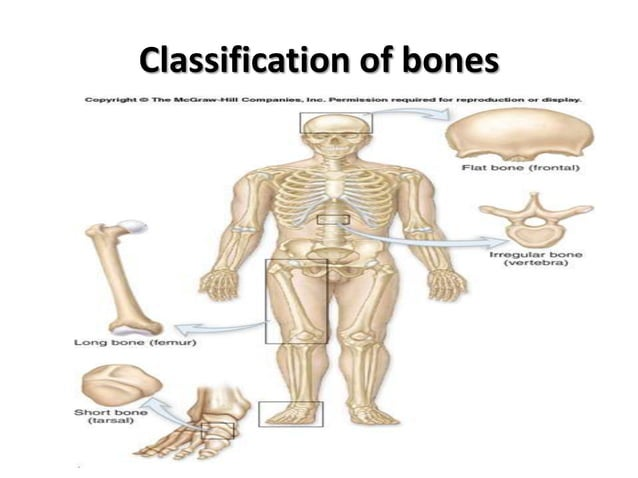 Classification of bones
Copyright © The McGraw-Hill Companies, Inc. Permission required for reproduction or display.
Flat bone (frontal)
Irregular bone
(vertebra)
Long bone (femur)
Short bone
(tarsal)